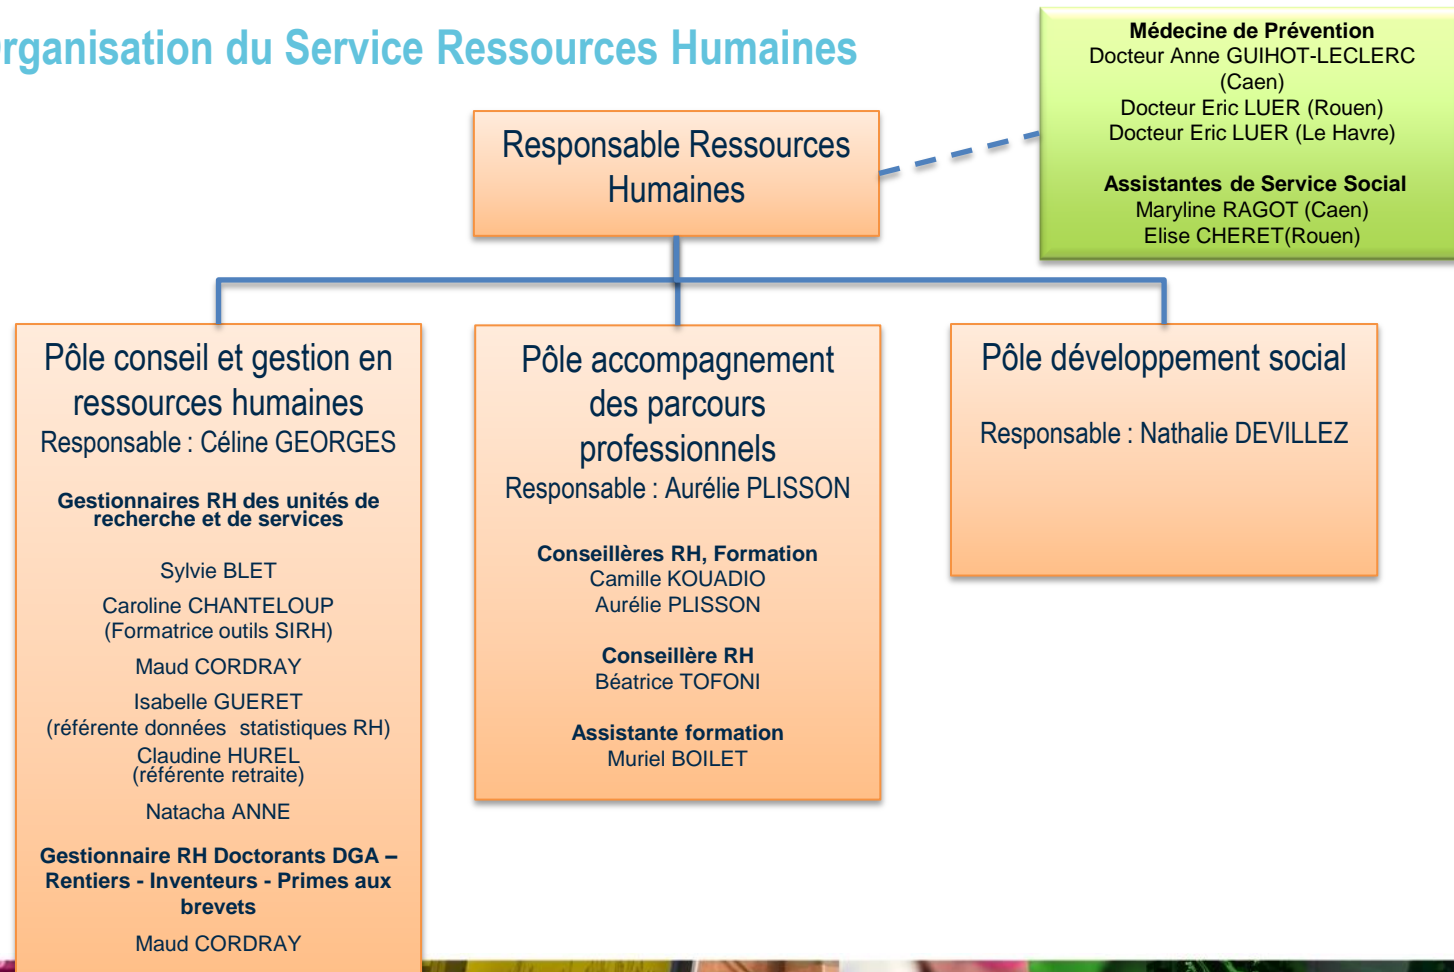 rganisation du Service Ressources Humaines
Médecine de Prévention
Docteur Anne GUIHOT-LECLERC
(Caen)
Docteur Eric LUER (Rouen)
Docteur Eric LUER (Le Havre)
Assistantes de Service Social
Maryline RAGOT (Caen)
Elise CHERET(Rouen)
Responsable Ressources
Humaines
Pôle conseil et gestion en
ressources humaines
Responsable : Céline GEORGES
Gestionnaires RH des unités de
recherche et de services
Sylvie BLET
Caroline CHANTELOUP
(Formatrice outils SIRH)
Maud CORDRAY
Isabelle GUERET
(référente données  statistiques RH)
Claudine HUREL
(référente retraite)
Natacha ANNE
Gestionnaire RH Doctorants DGA –
Rentiers - Inventeurs - Primes aux
brevets
Maud CORDRAY
Pôle accompagnement
des parcours
professionnels
Responsable : Aurélie PLISSON
Conseillères RH, Formation
Camille KOUADIO
Aurélie PLISSON
Conseillère RH
Béatrice TOFONI
Assistante formation
Muriel BOILET
Pôle développement social
Responsable : Nathalie DEVILLEZ